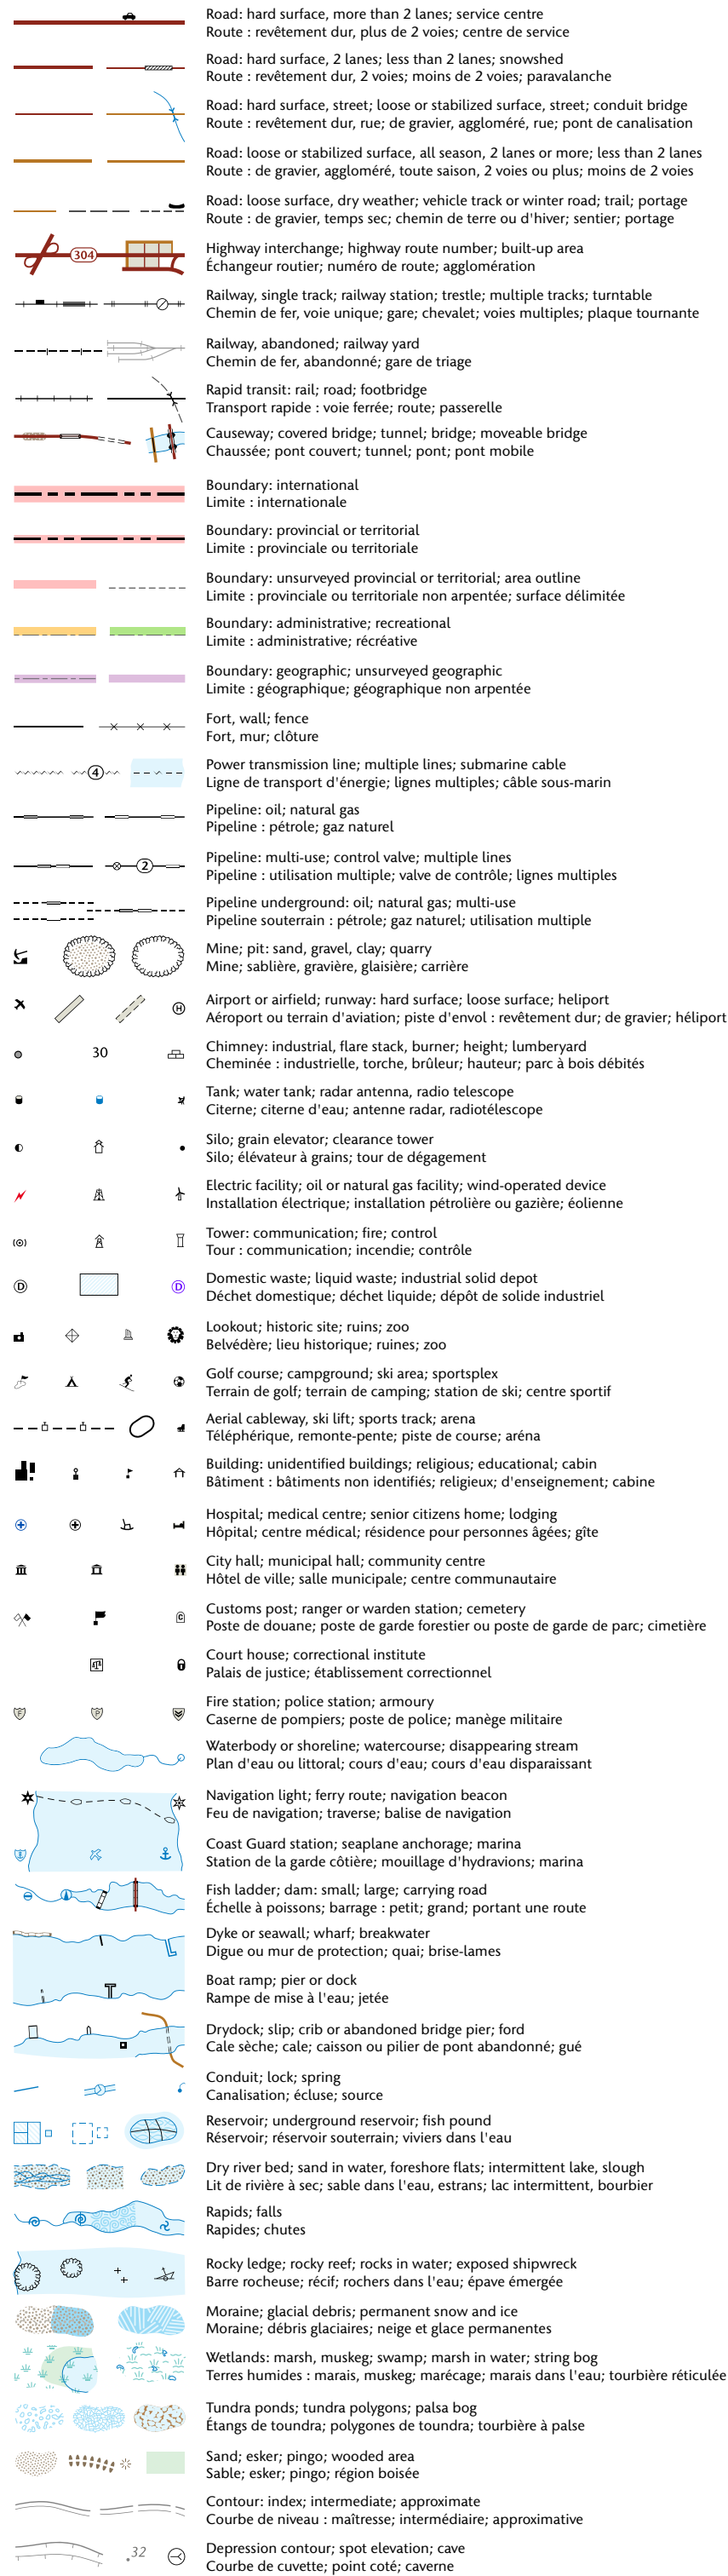 Road: hard surface, more than 2 lanes; service centre
Route : revêtement dur, plus de 2 voies; centre de service
Road: hard surface, 2 lanes; less than 2 lanes; snowshed
Route : revêtement dur, 2 voies; moins de 2 voies; paravalanche
Road: hard surface, street; loose or stabilized surface, street; conduit bridge
Route : revêtement dur, rue; de gravier, aggloméré, rue; pont de canalisation
Road: loose or stabilized surface, all season, 2 lanes or more; less than 2 lanes
Route : de gravier, aggloméré, toute saison, 2 voies ou plus; moins de 2 voies
Road: loose surface, dry weather; vehicle track or winter road; trail; portage
Route : de gravier, temps sec; chemin de terre ou d'hiver; sentier; portage
304
Highway interchange; highway route number; built-up area
Échangeur routier; numéro de route; agglomération
Railway, single track; railway station; trestle; multiple tracks; turntable
Chemin de fer, voie unique; gare; chevalet; voies multiples; plaque tournante
Railway, abandoned; railway yard
Chemin de fer, abandonné; gare de triage
Rapid transit: rail; road; footbridge
Transport rapide : voie ferrée; route; passerelle
Causeway; covered bridge; tunnel; bridge; moveable bridge
Chaussée; pont couvert; tunnel; pont; pont mobile
Boundary: international
Limite : internationale
Boundary: provincial or territorial
Limite : provinciale ou territoriale
Boundary: unsurveyed provincial or territorial; area outline
Limite : provinciale ou territoriale non arpentée; surface délimitée
Boundary: administrative; recreational
Limite : administrative; récréative
Boundary: geographic; unsurveyed geographic
Limite : géographique; géographique non arpentée
Fort, wall; fence
Fort, mur; clôture
4
Power transmission line; multiple lines; submarine cable
Ligne de transport d'énergie; lignes multiples; câble sous-marin
Pipeline: oil; natural gas
Pipeline : pétrole; gaz naturel
2
Pipeline: multi-use; control valve; multiple lines
Pipeline : utilisation multiple; valve de contrôle; lignes multiples
Pipeline underground: oil; natural gas; multi-use
Pipeline souterrain : pétrole; gaz naturel; utilisation multiple
Mine; pit: sand, gravel, clay; quarry
Mine; sablière, gravière, glaisière; carrière
H
Airport or airfield; runway: hard surface; loose surface; heliport
Aéroport ou terrain d'aviation; piste d'envol : revêtement dur; de gravier; héliport
30
Chimney: industrial, flare stack, burner; height; lumberyard
Cheminée : industrielle, torche, brûleur; hauteur; parc à bois débités
Tank; water tank; radar antenna, radio telescope
Citerne; citerne d'eau; antenne radar, radiotélescope
Silo; grain elevator; clearance tower
Silo; élévateur à grains; tour de dégagement
Electric facility; oil or natural gas facility; wind-operated device
Installation électrique; installation pétrolière ou gazière; éolienne
Tower: communication; fire; control
Tour : communication; incendie; contrôle
D
D
Domestic waste; liquid waste; industrial solid depot
Déchet domestique; déchet liquide; dépôt de solide industriel
Lookout; historic site; ruins; zoo
Belvédère; lieu historique; ruines; zoo
Golf course; campground; ski area; sportsplex
Terrain de golf; terrain de camping; station de ski; centre sportif
Aerial cableway, ski lift; sports track; arena
Téléphérique, remonte-pente; piste de course; aréna
Building: unidentified buildings; religious; educational; cabin
Bâtiment : bâtiments non identifiés; religieux; d'enseignement; cabine
Hospital; medical centre; senior citizens home; lodging
Hôpital; centre médical; résidence pour personnes âgées; gîte
City hall; municipal hall; community centre
Hôtel de ville; salle municipale; centre communautaire
C
Customs post; ranger or warden station; cemetery
Poste de douane; poste de garde forestier ou poste de garde de parc; cimetière
Court house; correctional institute
Palais de justice; établissement correctionnel
F
P
Fire station; police station; armoury
Caserne de pompiers; poste de police; manège militaire
Waterbody or shoreline; watercourse; disappearing stream
Plan d'eau ou littoral; cours d'eau; cours d'eau disparaissant
Navigation light; ferry route; navigation beacon
Feu de navigation; traverse; balise de navigation
Coast Guard station; seaplane anchorage; marina
Station de la garde côtière; mouillage d'hydravions; marina
Fish ladder; dam: small; large; carrying road
Échelle à poissons; barrage : petit; grand; portant une route
Dyke or seawall; wharf; breakwater
Digue ou mur de protection; quai; brise-lames
Boat ramp; pier or dock
Rampe de mise à l'eau; jetée
Drydock; slip; crib or abandoned bridge pier; ford
Cale sèche; cale; caisson ou pilier de pont abandonné; gué
Conduit; lock; spring
Canalisation; écluse; source
Reservoir; underground reservoir; fish pound
Réservoir; réservoir souterrain; viviers dans l'eau
Dry river bed; sand in water, foreshore flats; intermittent lake, slough
Lit de rivière à sec; sable dans l'eau, estrans; lac intermittent, bourbier
Rapids; falls
Rapides; chutes
Rocky ledge; rocky reef; rocks in water; exposed shipwreck
Barre rocheuse; récif; rochers dans l'eau; épave émergée
Moraine; glacial debris; permanent snow and ice
Moraine; débris glaciaires; neige et glace permanentes
Wetlands: marsh, muskeg; swamp; marsh in water; string bog
Terres humides : marais, muskeg; marécage; marais dans l'eau; tourbière réticulée
Tundra ponds; tundra polygons; palsa bog
Étangs de toundra; polygones de toundra; tourbière à palse
Sand; esker; pingo; wooded area
Sable; esker; pingo; région boisée
Contour: index; intermediate; approximate
Courbe de niveau : maîtresse; intermédiaire; approximative
32
Depression contour; spot elevation; cave
Courbe de cuvette; point coté; caverne